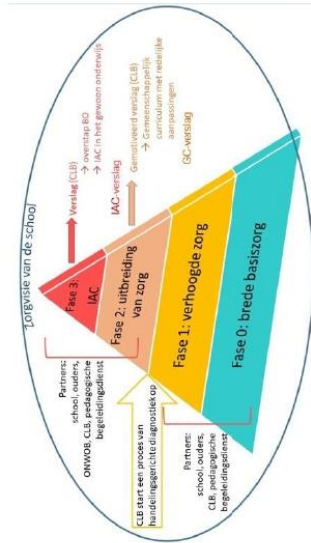 Zorgvisie van de school
Verslag (CLB)
→ overstap BO
→ IAC in het gewoon onderwijs
IAC-verslag
Gemotiveerd verslag (CLB)
→ Gemeenschappelijk
curriculum met redelijke
aanpassingen
GC-verslag
Fase 3:
IAC
Fase 2: uitbreiding
van zorg
Fase 1: verhoogde zorg
Fase 0: brede basiszorg
Partners:
school, ouders,
ONWOB, CLB, pedagogische
begeleidingsdienst
CLB start een proces van
handelingsgerichte diagnostiek op
Partners:
school, ouders,
CLB, pedagogische
begeleidingsdienst